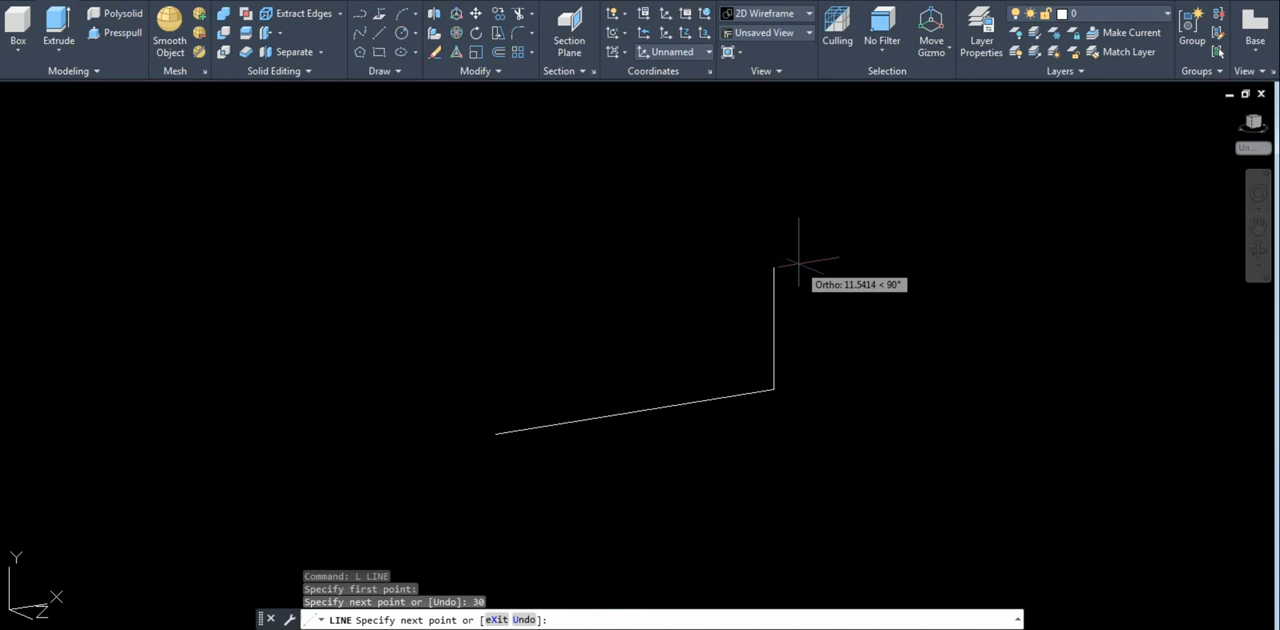 Polysolid
Extract Edges
2D Wireframe
0
Presspull
Unsaved View
Make Current
Box
Extrude
Smooth
Object
Separate
Section
Plane
Unnamed
Culling
No Filter
Move
Gizmo
Layer
Properties
Match Layer
Group
Base
Modeling
Mesh
Solid Editing
Draw
Modify
Section
Coordinates
View
Selection
Layers
Groups
View
Un...
Ortho: 11.5414 < 90°
Y
X
Z
Command: L LINE
Specify first point:
Specify next point or [Undo]: 30
LINE Specify next point or [eXit Undo]: